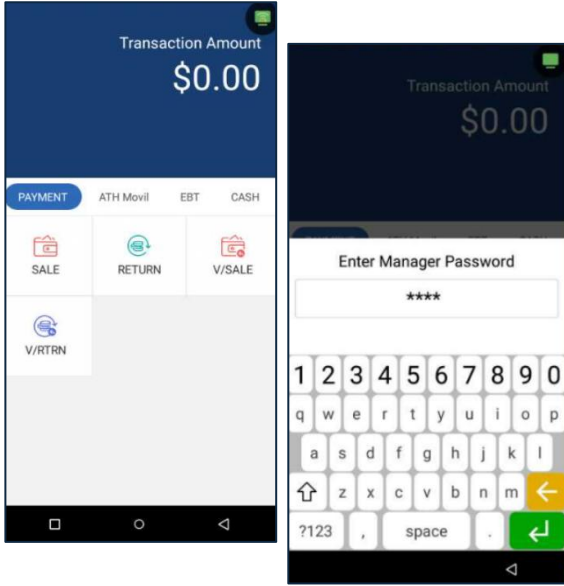 Transaction Amount
$0.00
PAYMENT ATH Movil EBT CASH
SALE RETURN V/SALE
V/RTRN
Transaction Amount
$0.00
Enter Manager Password
****
1 2 3 4 5 6 7 8 9 0
q w e r t y u i o p
a s d f g h j k l
z x c v b n m
?123 , space .